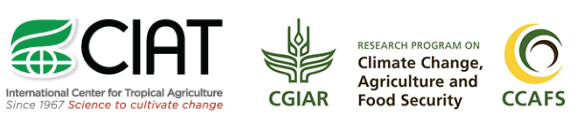 CIAT
International Center for Tropical Agriculture
Since 1967 Science to cultivate change
CGIAR
RESEARCH PROGRAM ON
Climate Change,
Agriculture and
Food Security
CCAFS